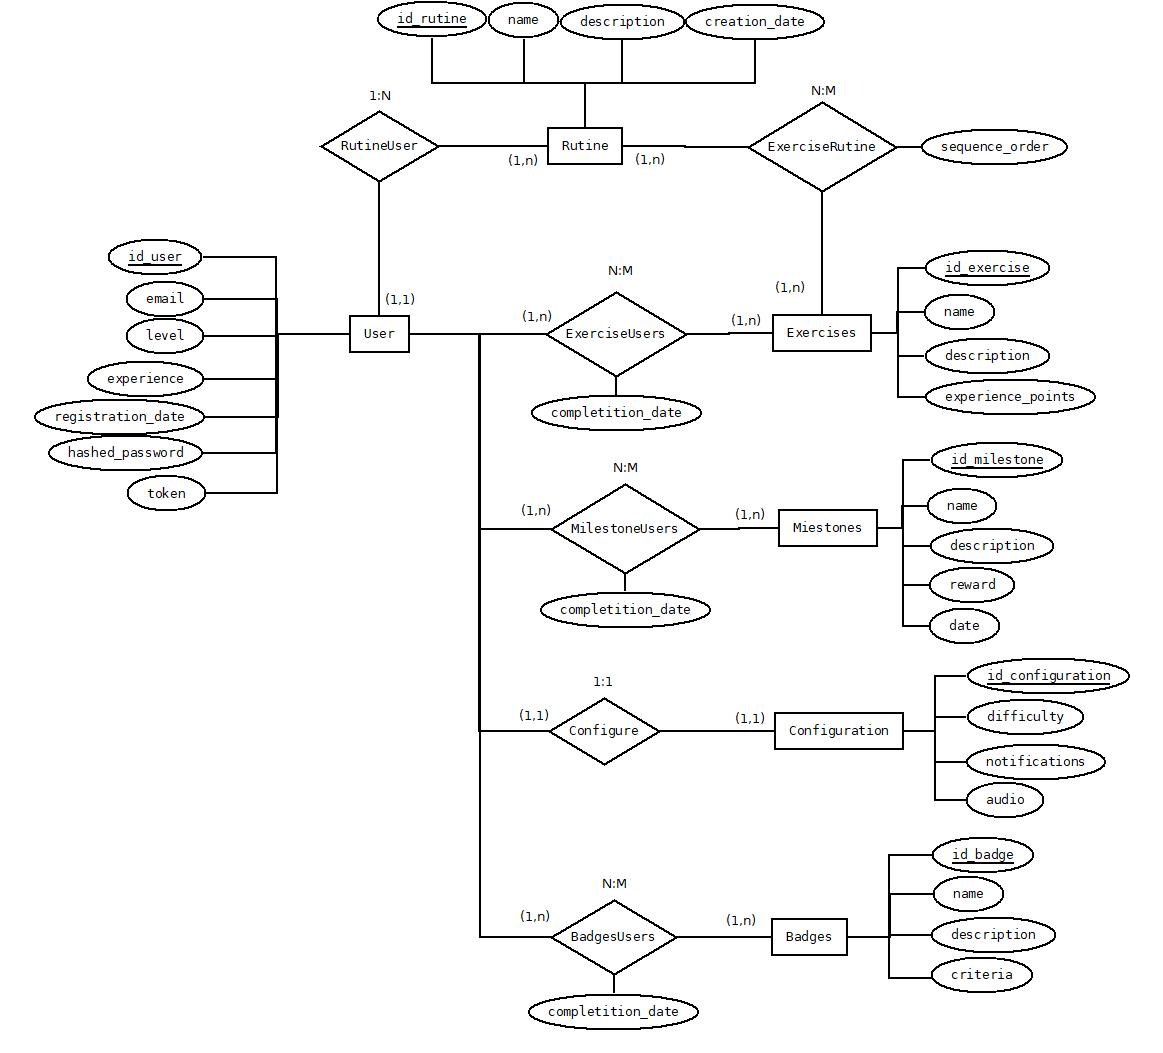 id_rutine
name
description
creation_date
1:N
N:M
RutineUser
Rutine
ExerciseRutine
sequence_order
(1,n)
(1,n)
id_user
email
level
experience
registration_date
hashed_password
token
(1,1)
User
N:M
(1,n)
ExerciseUsers
(1,n)
completition_date
(1,n)
Exercises
id_exercise
name
description
experience_points
N:M
(1,n)
MilestoneUsers
(1,n)
completition_date
Miestones
id_milestone
name
description
reward
date
1:1
(1,1)
Configure
(1,1)
Configuration
id_configuration
difficulty
notifications
audio
N:M
(1,n)
BadgesUsers
(1,n)
completition_date
Badges
id_badge
name
description
criteria